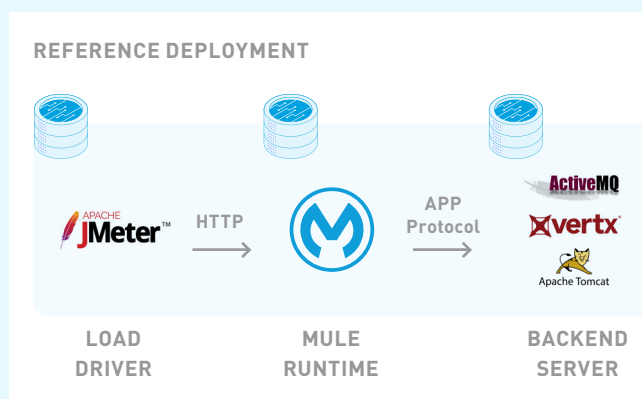 REFERENCE DEPLOYMENT
APACHE
JMeter™
HTTP
APP
Protocol
ActiveMQ
vertx
Apache Tomcat
LOAD
DRIVER
MULE
RUNTIME
BACKEND
SERVER